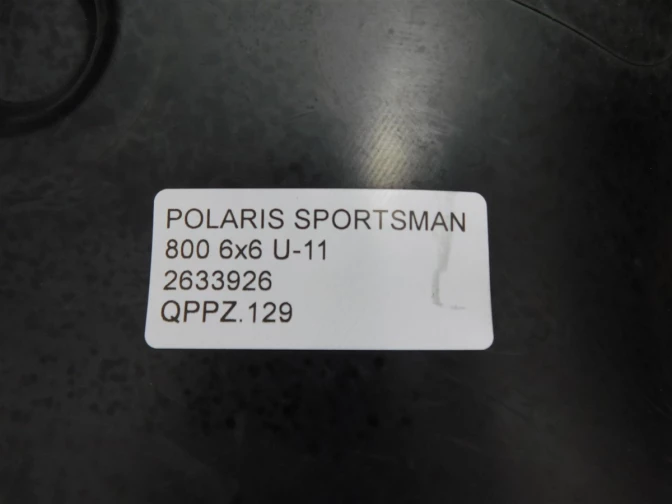 POLARIS SPORTSMAN
800 6x6 U-11
2633926
QPPZ.129